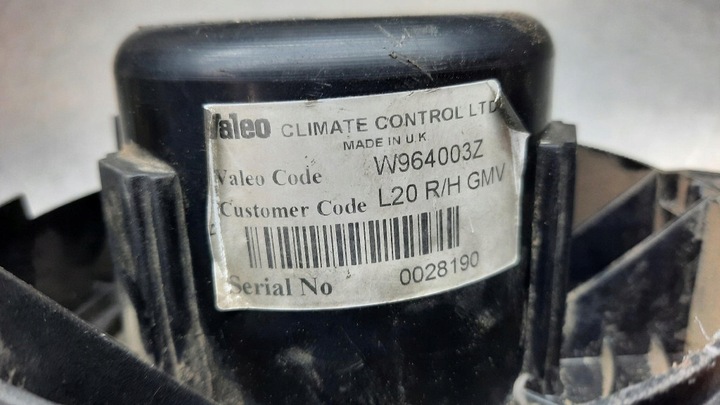 Valeo CLIMATE CONTROL LTD
MADE IN U.K
Valeo Code W964003Z
Customer Code L20 R/H GMV
Serial No 0028190